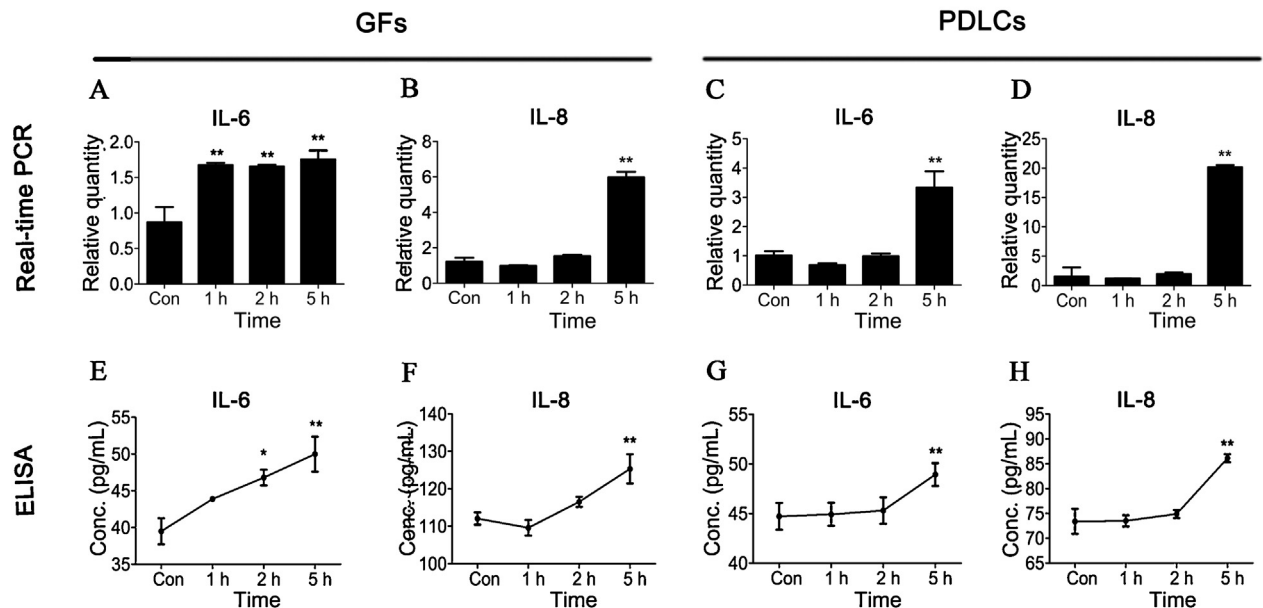 GFs
PDLCs
Real-time PCR
A
IL-6
Relative quantity
2.0
1.5
1.0
0.5
0.0
**
**
**
Con
1 h
2 h
5 h
Time
B
IL-8
Relative quantity
8
6
4
2
0
**
Con
1 h
2 h
5 h
Time
C
IL-6
Relative quantity
5
4
3
2
1
0
**
Con
1 h
2 h
5 h
Time
D
IL-8
Relative quantity
25
20
15
10
5
0
**
Con
1 h
2 h
5 h
Time
ELISA
E
IL-6
Conc. (pg/mL)
55
50
45
40
35
*
**
Con
1 h
2 h
5 h
Time
F
IL-8
Conc. (pg/mL)
140
130
120
110
100
**
Con
1 h
2 h
5 h
Time
G
IL-6
Conc. (pg/mL)
55
50
45
40
**
Con
1 h
2 h
5 h
Time
H
IL-8
Conc. (pg/mL)
95
90
85
80
75
70
65
**
Con
1 h
2 h
5 h
Time